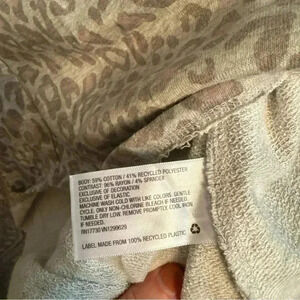 BODY: 59% COTTON / 41% RECYCLED POLYESTER
CONTRAST: 96% RAYON / 4% SPANDEX
EXCLUSIVE OF DECORATION
EXCLUSIVE OF ELASTIC
MACHINE WASH COLD WITH LIKE COLORS. GENTLE
CYCLE. ONLY NON-CHLORINE BLEACH IF NEEDED.
TUMBLE DRY LOW. REMOVE PROMPTLY. COOL IRON
IF NEEDED.
RN17730 VN1299629
LABEL MADE FROM 100% RECYCLED PLASTIC